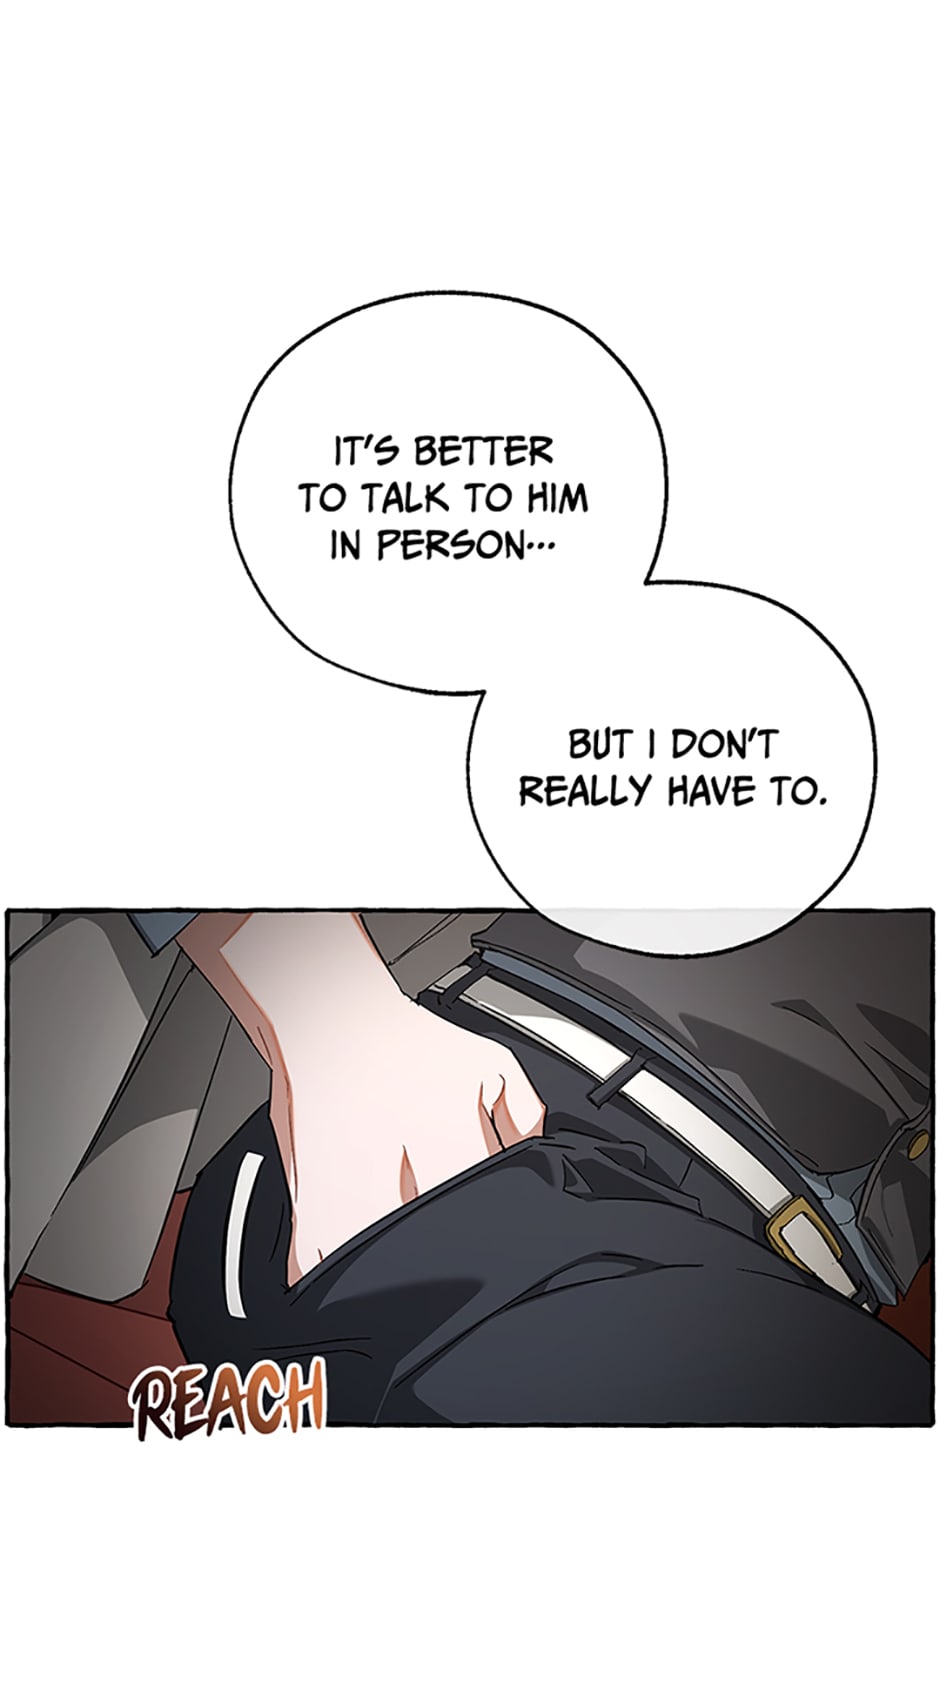 IT'S BETTER
TO TALK TO HIM
IN PERSON...
BUT I DON'T
REALLY HAVE TO.
REACH